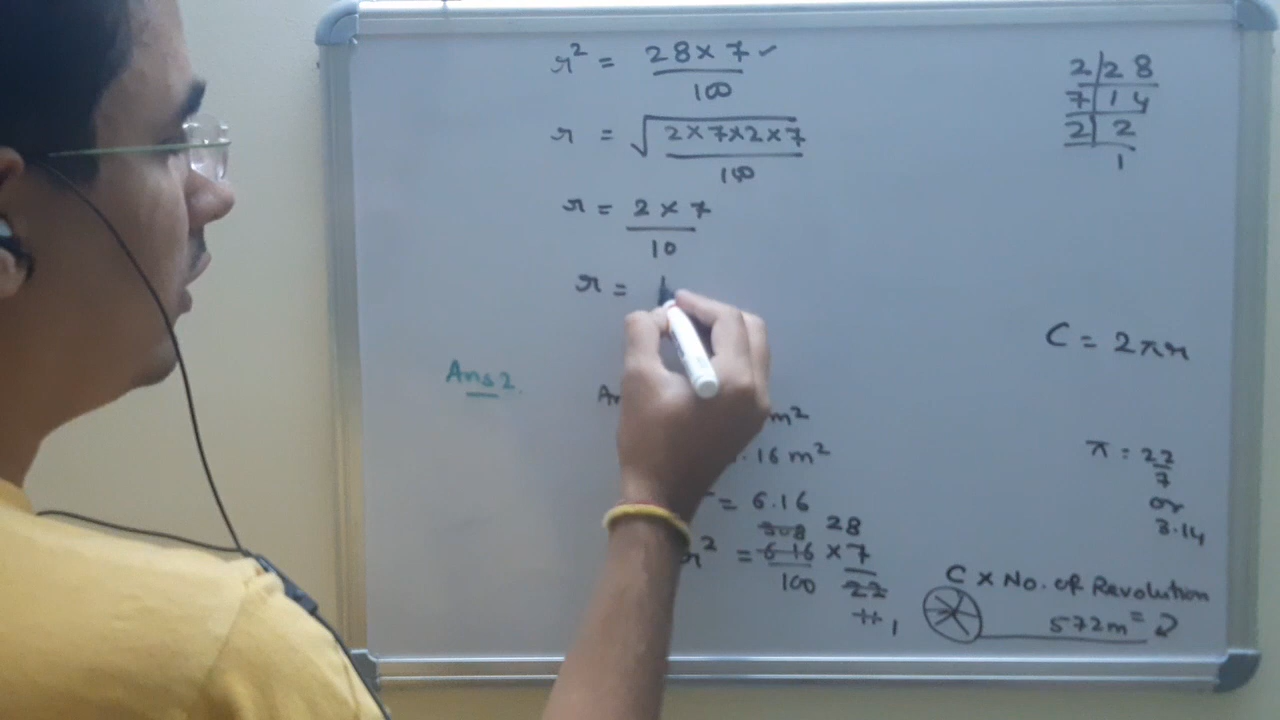 r² = 28 × 7 ✓
100
r = √2×7×2×7
100
r = 2 × 7
10
r = 1
Ans 2.
m²
.16 m²
= 6.16
308 28
r² = 6.16 × 7
100 22
11 1
2 | 28
7 | 14
2 | 2
1
C = 2πr
π = 22
7
or
3.14
C × No. of Revolution
572m =